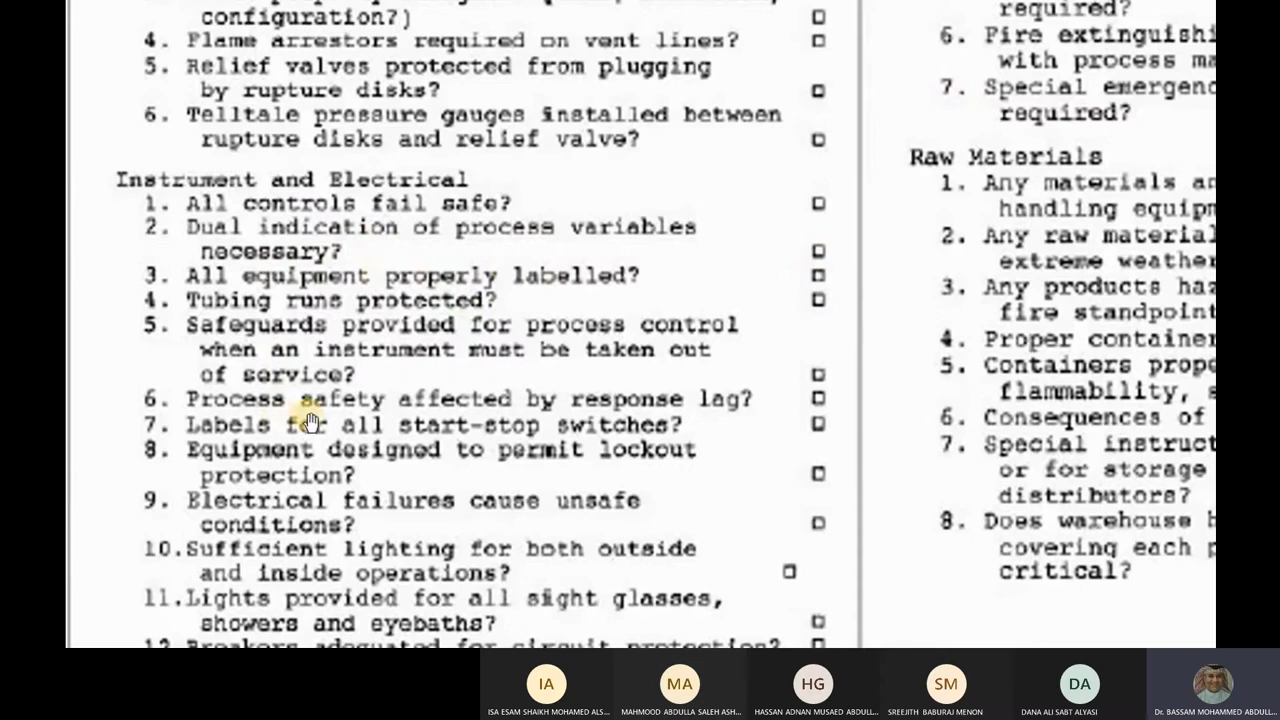 configuration?)
4. Flame arrestors required on vent lines?
5. Relief valves protected from plugging
by rupture disks?
6. Telltale pressure gauges installed between
rupture disks and relief valve?
Instrument and Electrical
1. All controls fail safe?
2. Dual indication of process variables
necessary?
3. All equipment properly labelled?
4. Tubing runs protected?
5. Safeguards provided for process control
when an instrument must be taken out
of service?
6. Process safety affected by response lag?
7. Labels for all start-stop switches?
8. Equipment designed to permit lockout
protection?
9. Electrical failures cause unsafe
conditions?
10.Sufficient lighting for both outside
and inside operations?
11.Lights provided for all sight glasses,
showers and eyebaths?
12 Breakers adequated for circuit protection?
required?
6. Fire extinguishi
with process ma
7. Special emergenc
required?
Raw Materials
1. Any materials an
handling equipm
2. Any raw material
extreme weather
3. Any products haz
fire standpoint
4. Proper container
5. Containers prope
flammability, s
6. Consequences of
7. Special instruct
or for storage
distributors?
8. Does warehouse
covering each p
critical?
IA
MA
HG
SM
DA
ISA ESAM SHAIKH MOHAMED ALS...
MAHMOOD ABDULLA SALEH ASH...
HASSAN ADNAN MUSAED ABDULL...
SREEJITH BABURAJ MENON
DANA ALI SABT ALYASI
Dr. BASSAM MOHAMMED ABDULL...